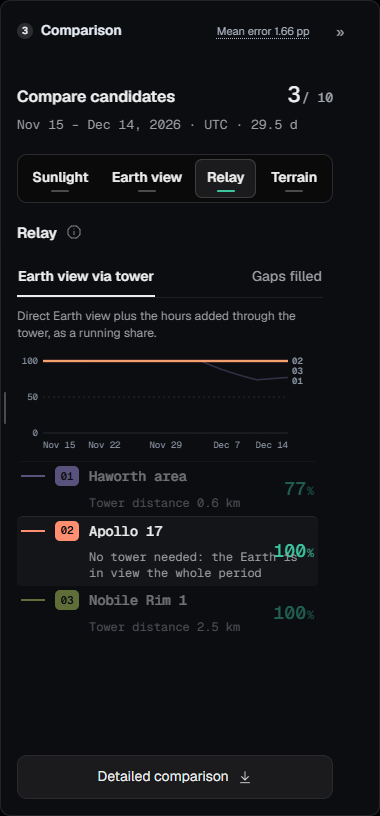 3 Comparison
Mean error 1.66 pp
»
Compare candidates
3 / 10
Nov 15 – Dec 14, 2026 · UTC · 29.5 d
Sunlight Earth view Relay Terrain
Relay
Earth view via tower Gaps filled
Direct Earth view plus the hours added through the
tower, as a running share.
100
02
03
01
50
0
Nov 15 Nov 22 Nov 29 Dec 7 Dec 14
01 Haworth area
77%
Tower distance 0.6 km
02 Apollo 17
100%
No tower needed: the Earth is
in view the whole period
03 Nobile Rim 1
100%
Tower distance 2.5 km
Detailed comparison